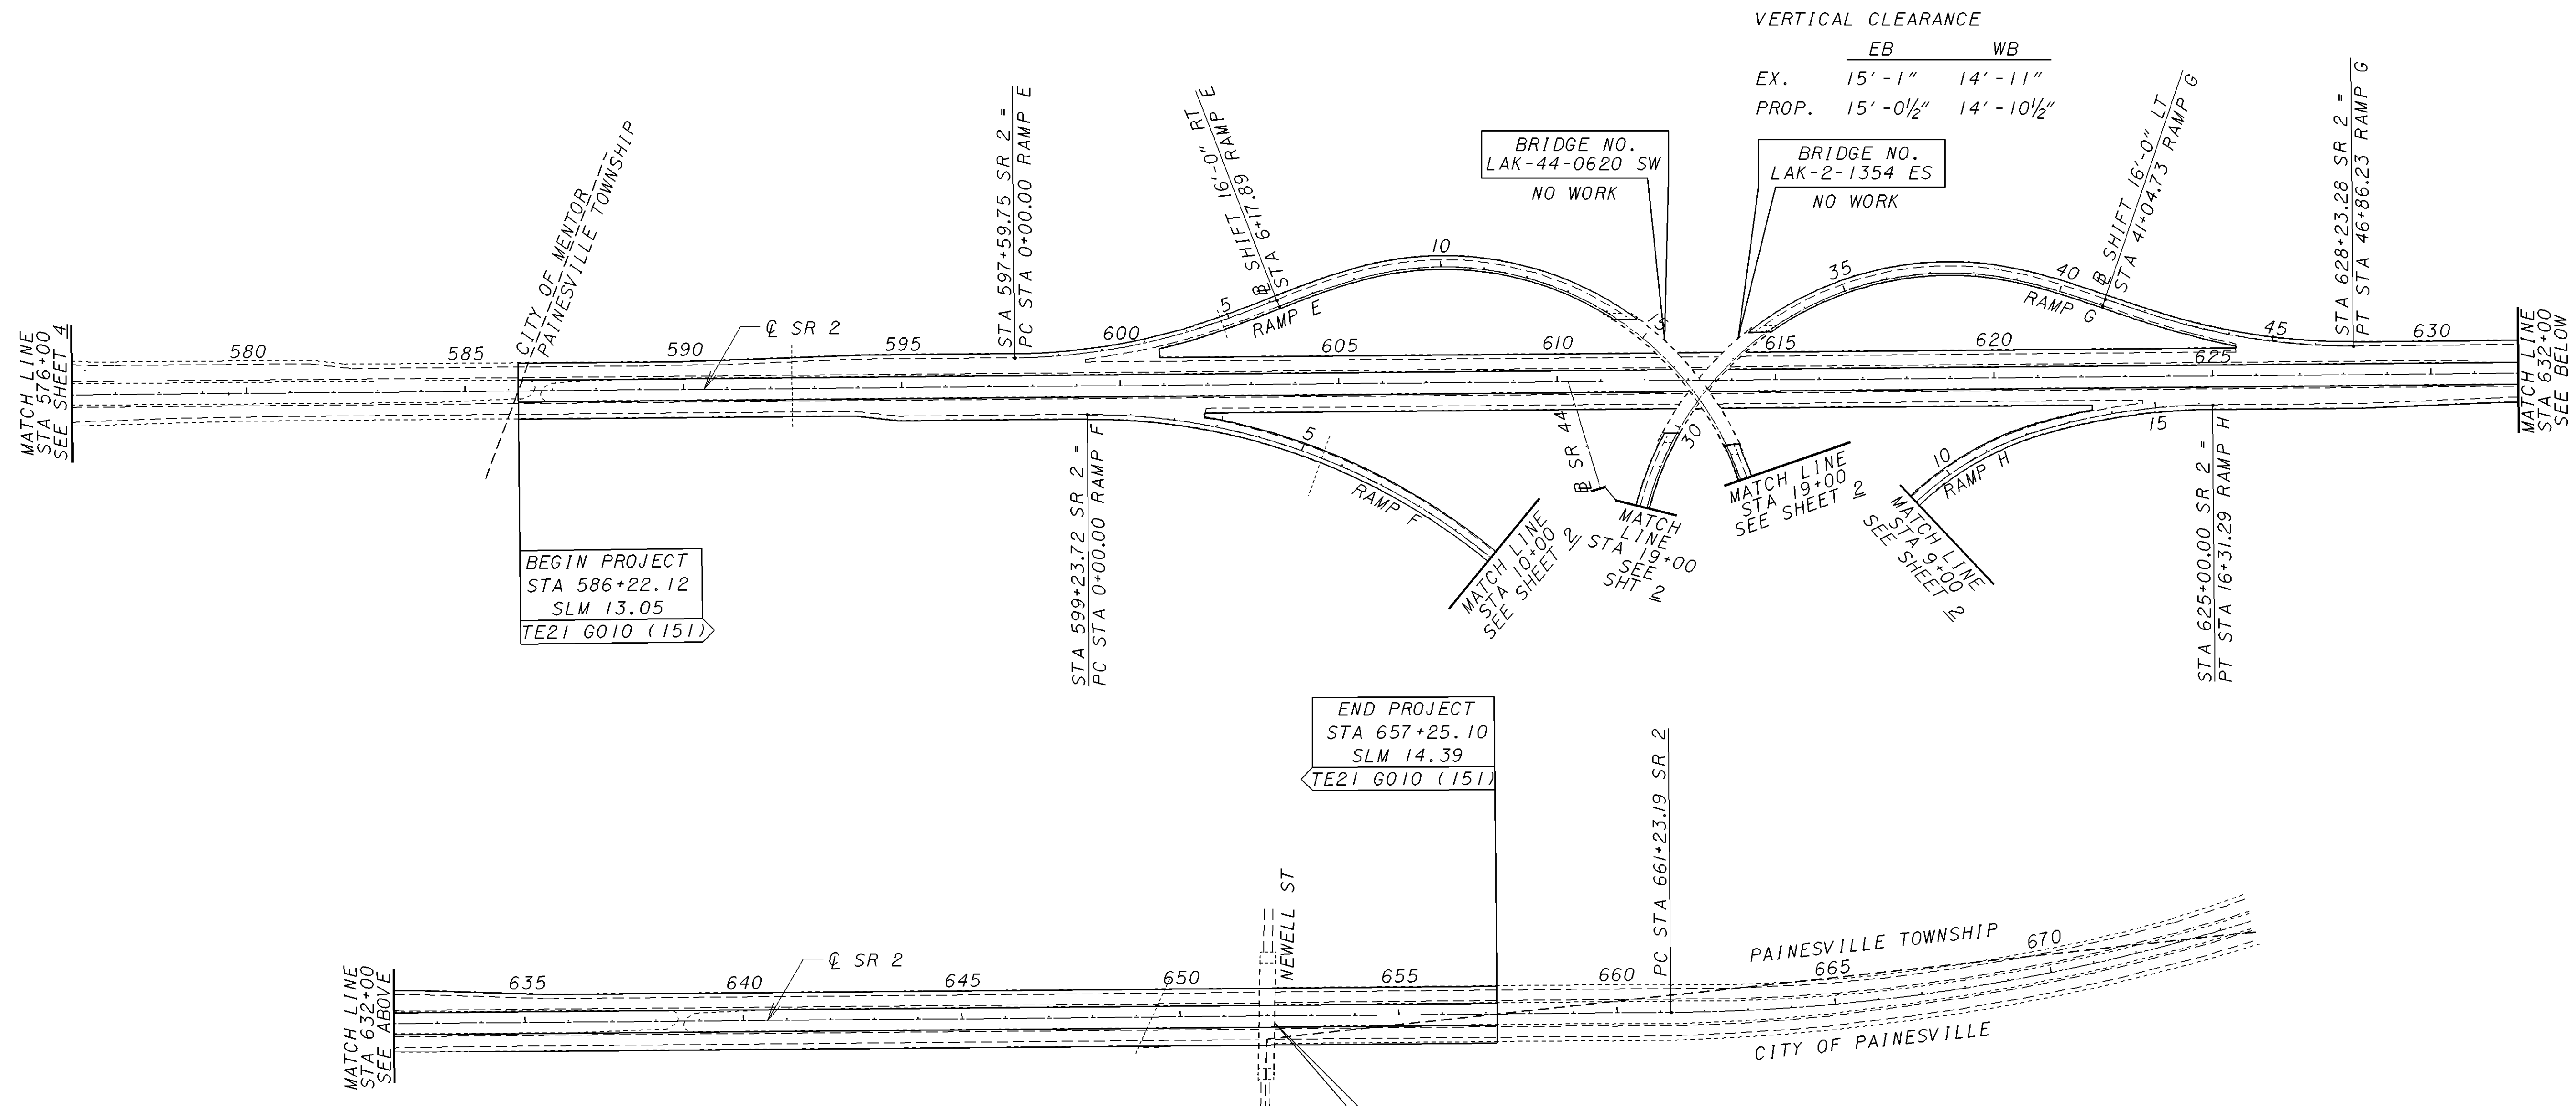 VERTICAL CLEARANCE
EB WB
EX. 15'-1" 14'-11"
PROP. 15'-0½" 14'-10½"
BRIDGE NO.
LAK-44-0620 SW
NO WORK
BRIDGE NO.
LAK-2-1354 ES
NO WORK
MATCH LINE
STA 576+00
SEE SHEET 4
CITY OF MENTOR
PAINESVILLE TOWNSHIP
STA 597+59.75 SR 2 =
PC STA 0+00.00 RAMP E
℄ SR 2
B SHIFT 16'-0" RT
STA 6+17.89 RAMP E
B SHIFT 16'-0" LT
STA 41+04.73 RAMP G
STA 628+23.28 SR 2 =
PT STA 46+86.23 RAMP G
MATCH LINE
STA 632+00
SEE BELOW
580 585 590 595 600 605 610 615 620 625 630
5 10 15
RAMP E
30 35 40 45
RAMP G
5
RAMP F
10 15
RAMP H
B SR 44
BEGIN PROJECT
STA 586+22.12
SLM 13.05
TE21 G010 (151)
STA 599+23.72 SR 2 =
PC STA 0+00.00 RAMP F
MATCH LINE
STA 10+00
SEE SHEET 2
MATCH
LINE
STA 19+00
SEE
SHT 2
MATCH LINE
STA 19+00
SEE SHEET 2
MATCH LINE
STA 9+00
SEE SHEET 2
STA 625+00.00 SR 2 =
PT STA 16+31.29 RAMP H
END PROJECT
STA 657+25.10
SLM 14.39
TE21 G010 (151)
PC STA 661+23.19 SR 2
NEWELL ST
MATCH LINE
STA 632+00
SEE ABOVE
℄ SR 2
635 640 645 650 655 660 665 670
PAINESVILLE TOWNSHIP
CITY OF PAINESVILLE